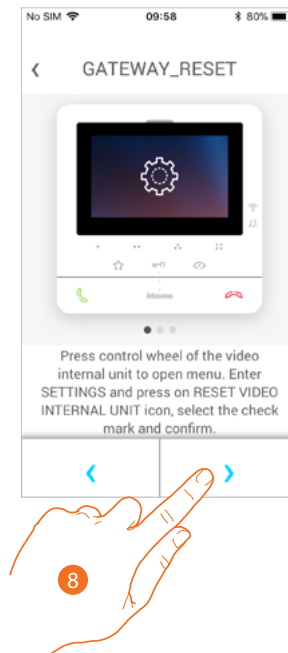 No SIM 09:58 80%
GATEWAY_RESET
bticino
Press control wheel of the video
internal unit to open menu. Enter
SETTINGS and press on RESET VIDEO
INTERNAL UNIT icon, select the check
mark and confirm.
8